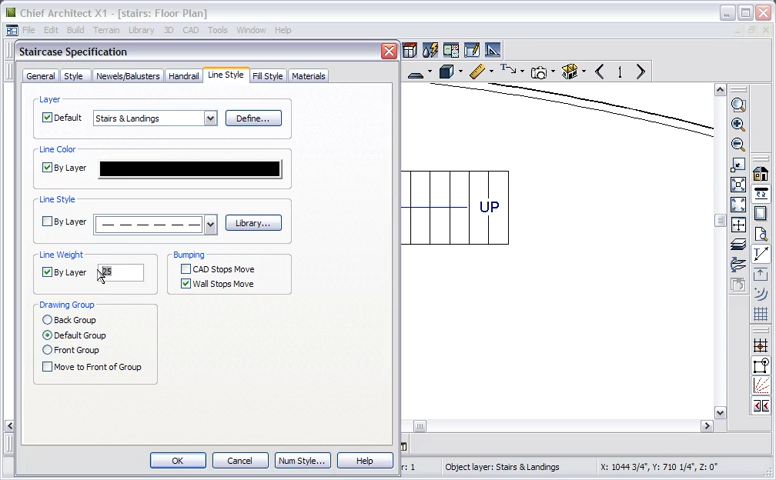 Chief Architect X1 - [stairs: Floor Plan]
File Edit Build Terrain Library 3D CAD Tools Window Help
Staircase Specification
General Style Newels/Balusters Handrail Line Style Fill Style Materials
Layer
Default Stairs & Landings Define...
Line Color
By Layer
Line Style
By Layer Library...
Line Weight
By Layer 25
Bumping
CAD Stops Move
Wall Stops Move
Drawing Group
Back Group
Default Group
Front Group
Move to Front of Group
OK Cancel Num Style... Help
1
UP
r: 1 Object layer: Stairs & Landings X: 1044 3/4", Y: 710 1/4", Z: 0"